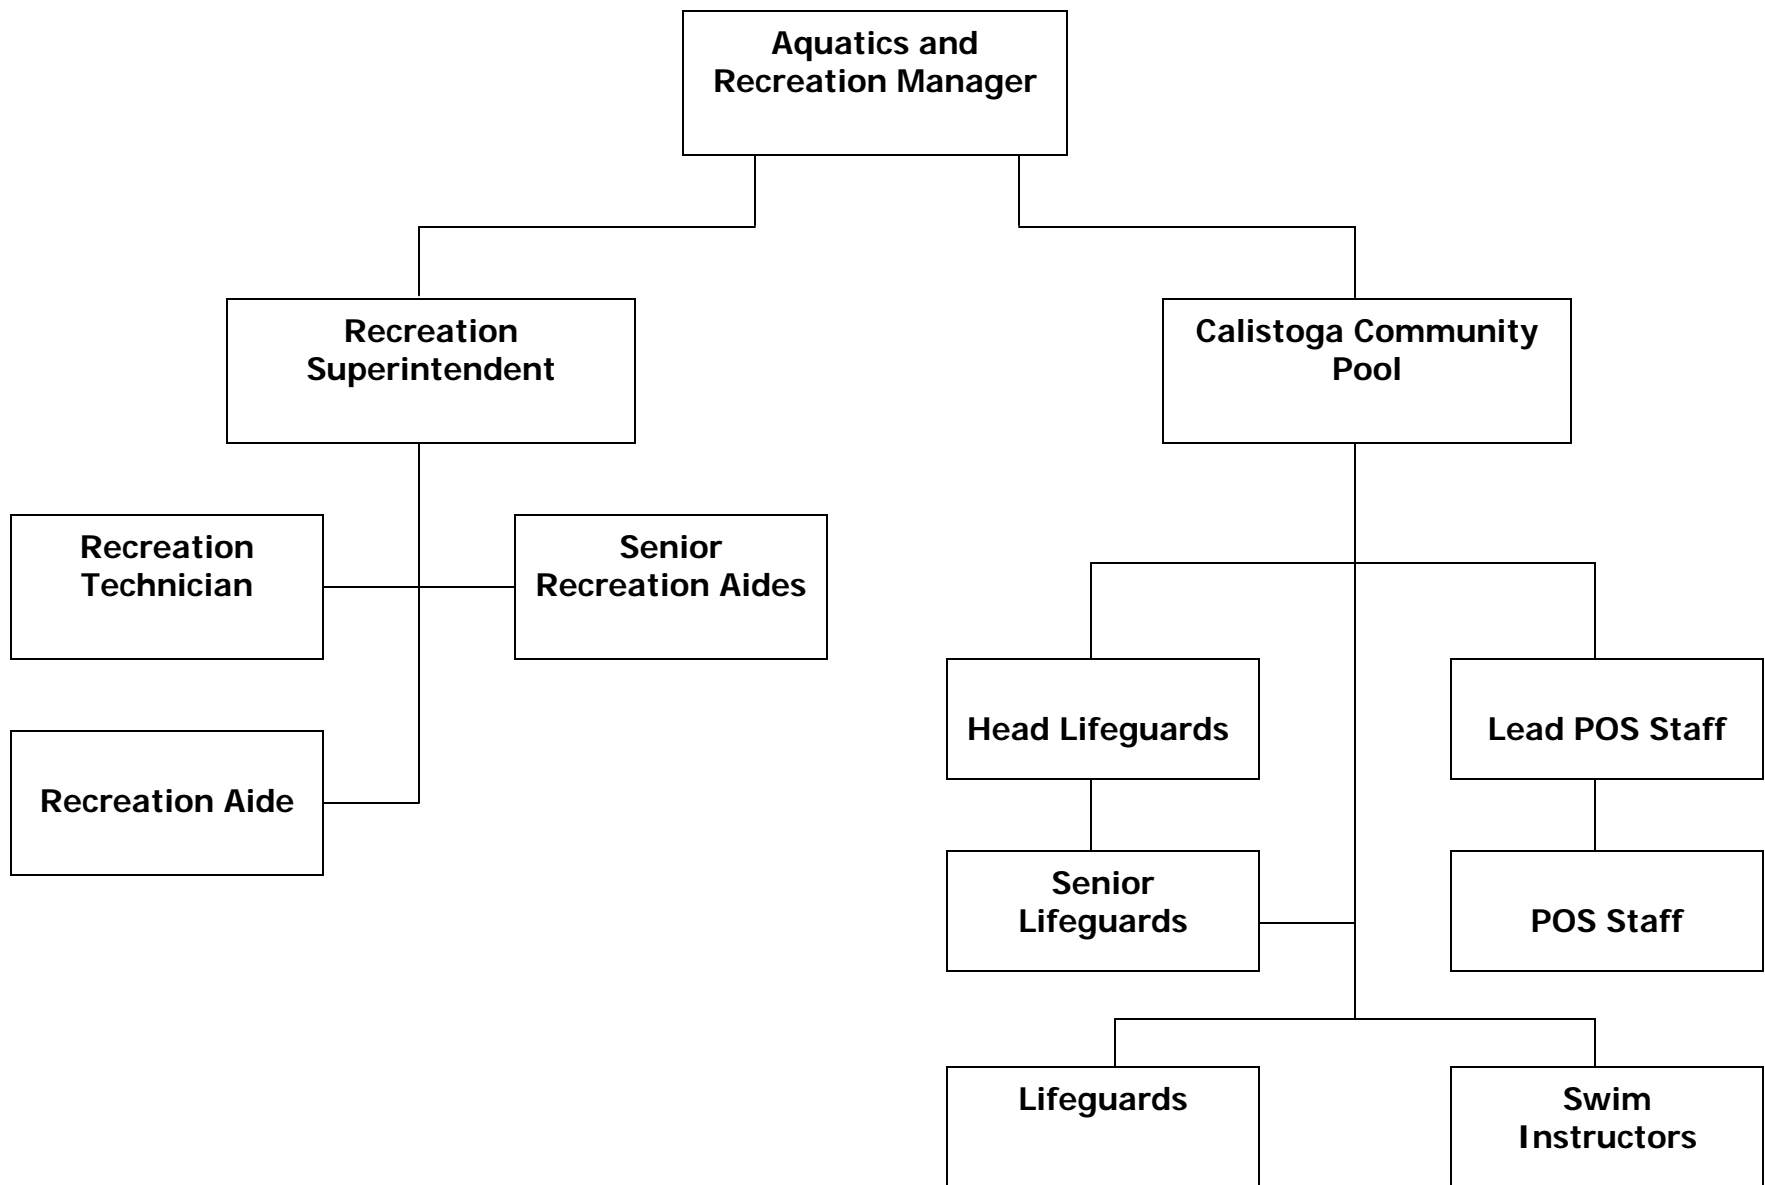 Aquatics and
Recreation Manager
Recreation
Superintendent
Calistoga Community
Pool
Recreation
Technician
Senior
Recreation Aides
Head Lifeguards
Lead POS Staff
Recreation Aide
Senior
Lifeguards
POS Staff
Lifeguards
Swim
Instructors